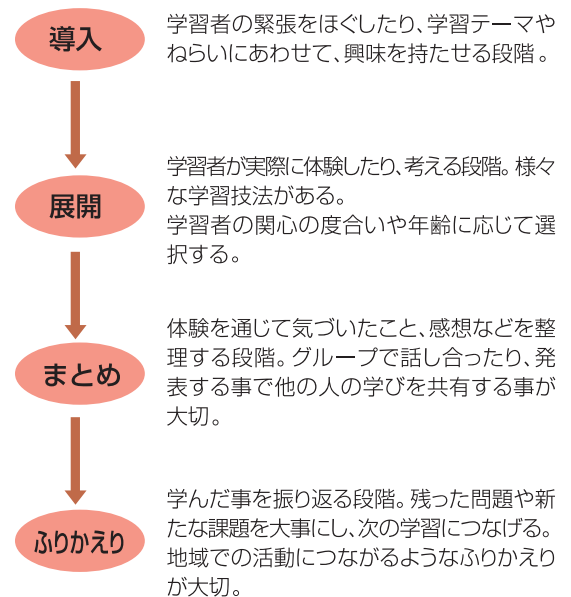 導入
学習者の緊張をほぐしたり、学習テーマや
ねらいにあわせて、興味を持たせる段階。
展開
学習者が実際に体験したり、考える段階。様々
な学習技法がある。
学習者の関心の度合いや年齢に応じて選
択する。
まとめ
体験を通じて気づいたこと、感想などを整
理する段階。グループで話し合ったり、発
表する事で他の人の学びを共有する事が
大切。
ふりかえり
学んだ事を振り返る段階。残った問題や新
たな課題を大事にし、次の学習につなげる。
地域での活動につながるようなふりかえり
が大切。